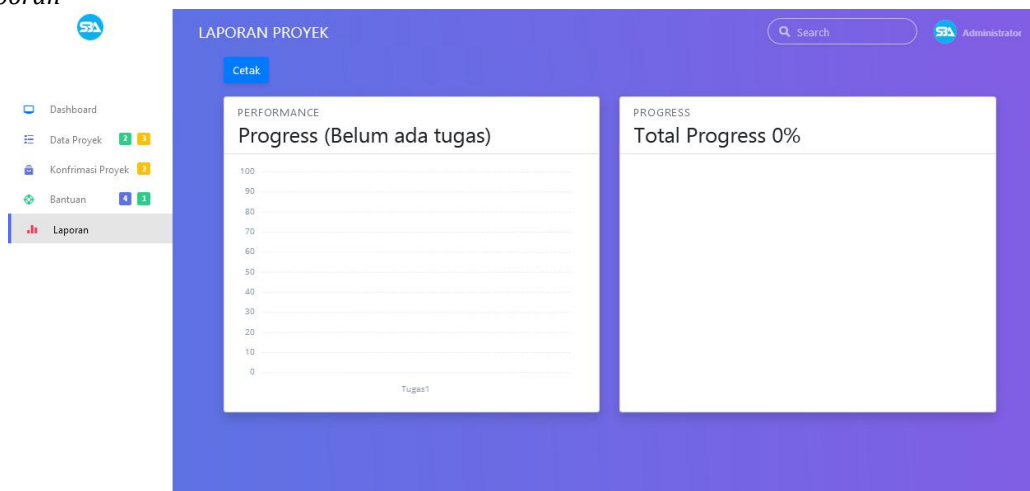 SBA
LAPORAN PROYEK
Search
SBA Administrator
Cetak
Dashboard
Data Proyek 2 3
Konfrimasi Proyek 2
Bantuan 4 1
Laporan
PERFORMANCE
Progress (Belum ada tugas)
100
90
80
70
60
50
40
30
20
10
0
Tugas1
PROGRESS
Total Progress 0%